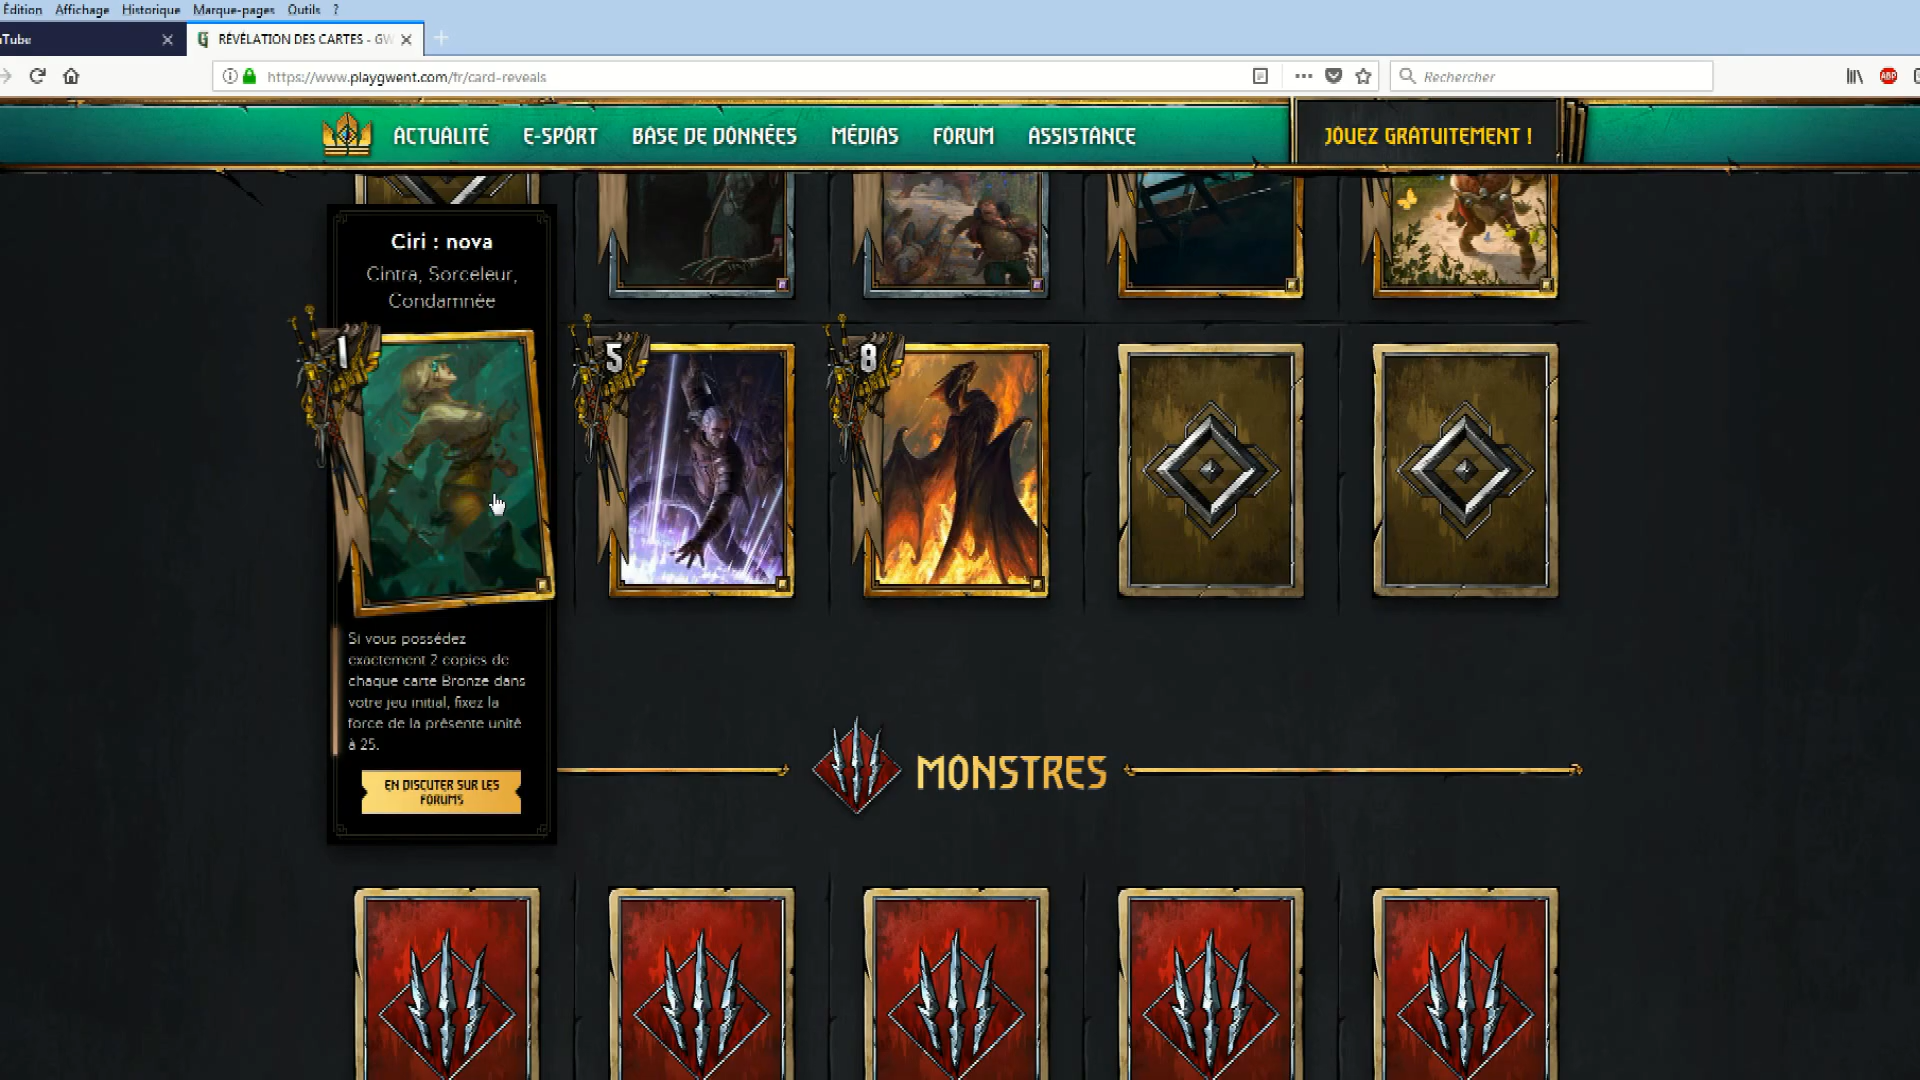 Édition Affichage Historique Marque-pages Outils ?
Tube
RÉVÉLATION DES CARTES - GW
https://www.playgwent.com/fr/card-reveals
Rechercher
ABP
ACTUALITÉ E-SPORT BASE DE DONNÉES MÉDIAS FORUM ASSISTANCE
JOUEZ GRATUITEMENT !
Ciri : nova
Cintra, Sorceleur,
Condamnée
1
5
8
Si vous possédez
exactement 2 copies de
chaque carte Bronze dans
votre jeu initial, fixez la
force de la présente unité
à 25.
EN DISCUTER SUR LES
FORUMS
MONSTRES